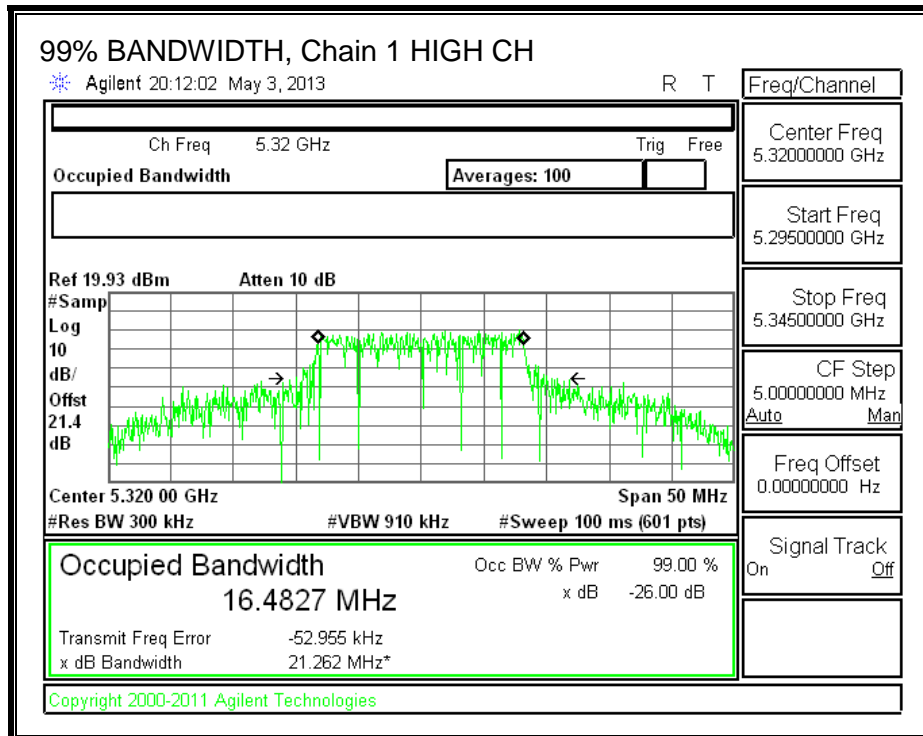 99% BANDWIDTH, Chain 1 HIGH CH
Agilent 20:12:02 May 3, 2013 R T
Freq/Channel
Ch Freq 5.32 GHz Trig Free
Occupied Bandwidth Averages: 100
Center Freq
5.32000000 GHz
Start Freq
5.29500000 GHz
Stop Freq
5.34500000 GHz
CF Step
5.00000000 MHz
Auto Man
Freq Offset
0.00000000 Hz
Signal Track
On Off
Ref 19.93 dBm Atten 10 dB
#Samp
Log
10
dB/
Offst
21.4
dB
Center 5.320 00 GHz Span 50 MHz
#Res BW 300 kHz #VBW 910 kHz #Sweep 100 ms (601 pts)
Occupied Bandwidth Occ BW % Pwr 99.00 %
16.4827 MHz x dB -26.00 dB
Transmit Freq Error -52.955 kHz
x dB Bandwidth 21.262 MHz*
Copyright 2000-2011 Agilent Technologies